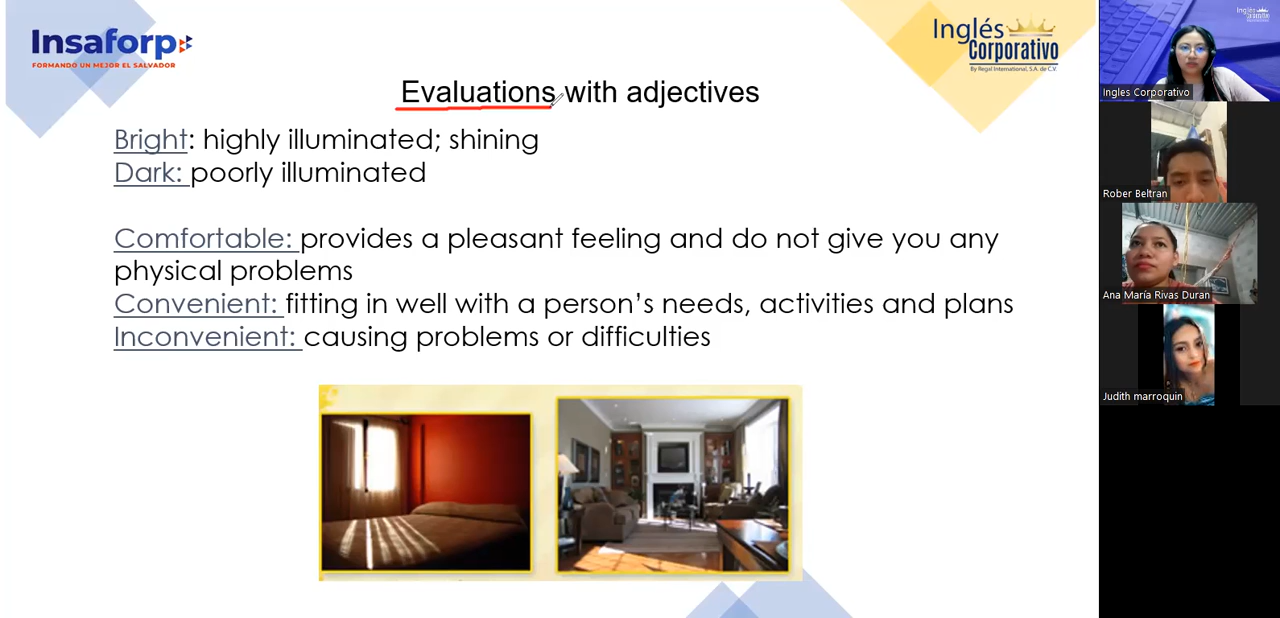 Insaforp
FORMANDO UN MEJOR EL SALVADOR
Inglés
Corporativo
By Regal International, S.A. de C.V.
Evaluations with adjectives
Bright: highly illuminated; shining
Dark: poorly illuminated
Comfortable: provides a pleasant feeling and do not give you any
physical problems
Convenient: fitting in well with a person's needs, activities and plans
Inconvenient: causing problems or difficulties
Ingles Corporativo
Rober Beltran
Ana María Rivas Duran
Judith marroquin